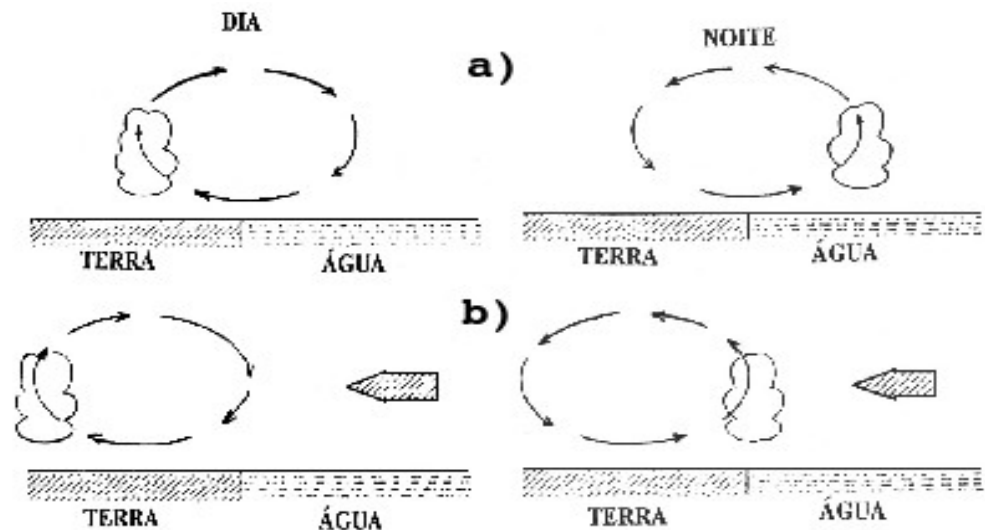 DIA
a)
NOITE
TERRA
ÁGUA
TERRA
ÁGUA
b)
TERRA
ÁGUA
TERRA
ÁGUA